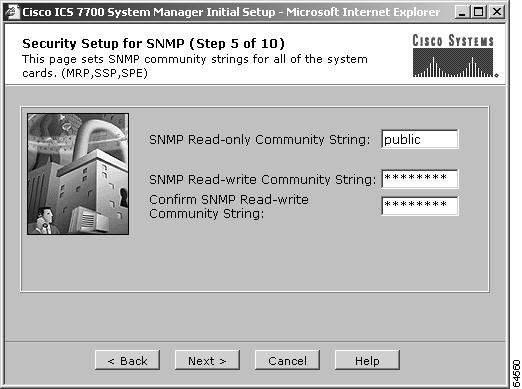 Cisco ICS 7700 System Manager Initial Setup - Microsoft Internet Explorer
Security Setup for SNMP (Step 5 of 10)
This page sets SNMP community strings for all of the system
cards. (MRP,SSP,SPE)
CISCO SYSTEMS
SNMP Read-only Community String: public
SNMP Read-write Community String: ********
Confirm SNMP Read-write
Community String: ********
< Back Next > Cancel Help
64560